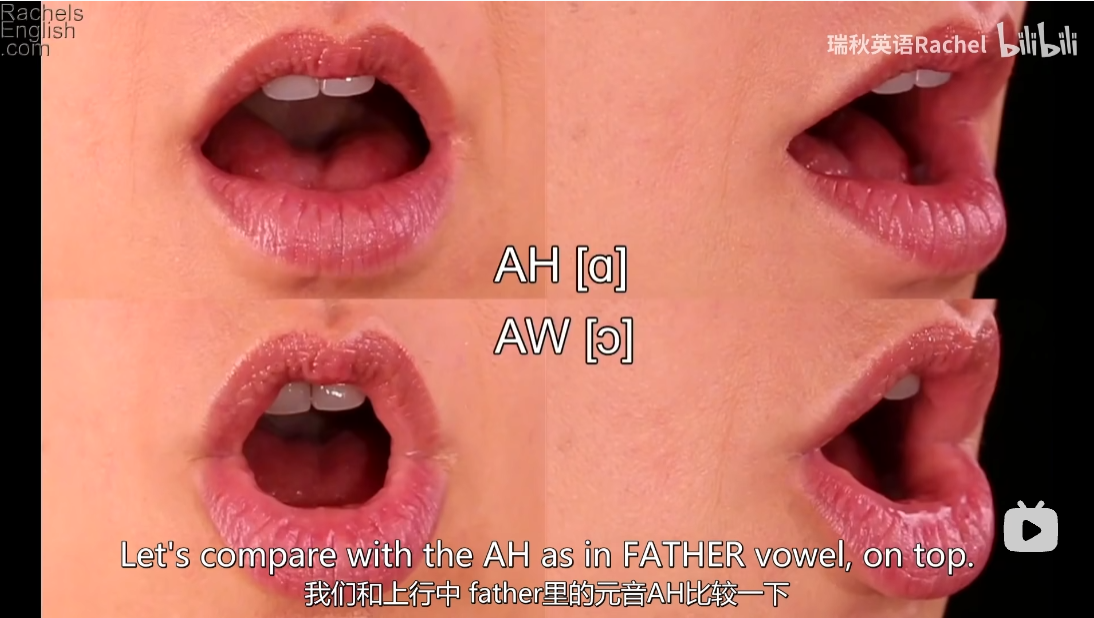 Rachels
English
.com
瑞秋英语Rachel bilibili
AH [ɑ]
AW [ɔ]
Let's compare with the AH as in FATHER vowel, on top.
我们和上行中 father里的元音AH比较一下